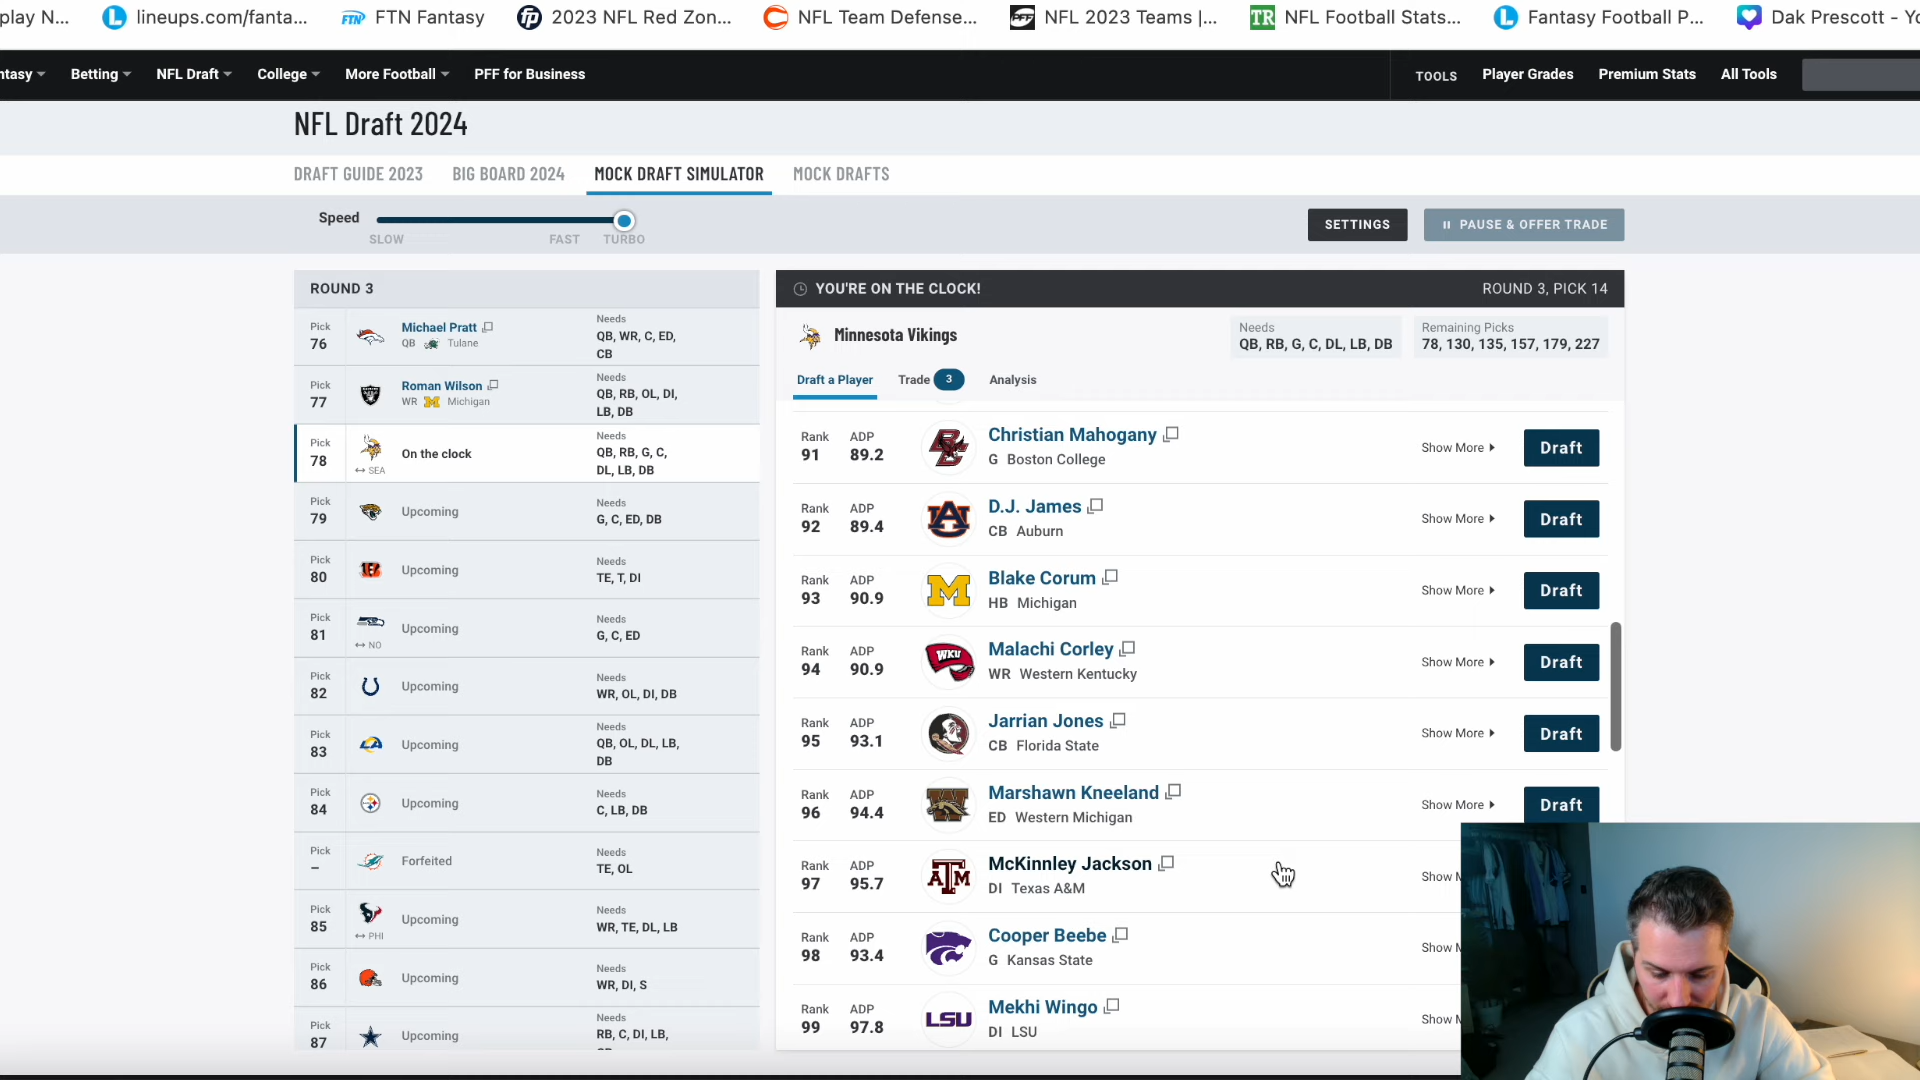 play N...
lineups.com/fanta...
FTN FTN Fantasy
fp 2023 NFL Red Zon...
NFL Team Defense...
PFF NFL 2023 Teams |...
TR NFL Football Stats...
L Fantasy Football P...
Dak Prescott - Yo
ntasy
Betting
NFL Draft
College
More Football
PFF for Business
TOOLS
Player Grades
Premium Stats
All Tools
NFL Draft 2024
DRAFT GUIDE 2023
BIG BOARD 2024
MOCK DRAFT SIMULATOR
MOCK DRAFTS
Speed
SLOW
FAST
TURBO
SETTINGS
PAUSE & OFFER TRADE
ROUND 3
Pick
76
Michael Pratt
QB Tulane
Needs
QB, WR, C, ED,
CB
Pick
77
Roman Wilson
WR Michigan
Needs
QB, RB, OL, DI,
LB, DB
Pick
78
↔ SEA
On the clock
Needs
QB, RB, G, C,
DL, LB, DB
Pick
79
Upcoming
Needs
G, C, ED, DB
Pick
80
Upcoming
Needs
TE, T, DI
Pick
81
↔ NO
Upcoming
Needs
G, C, ED
Pick
82
Upcoming
Needs
WR, OL, DI, DB
Pick
83
Upcoming
Needs
QB, OL, DL, LB,
DB
Pick
84
Upcoming
Needs
C, LB, DB
Pick
–
Forfeited
Needs
TE, OL
Pick
85
↔ PHI
Upcoming
Needs
WR, TE, DL, LB
Pick
86
Upcoming
Needs
WR, DI, S
Pick
87
Upcoming
Needs
RB, C, DI, LB,
YOU'RE ON THE CLOCK!
ROUND 3, PICK 14
Minnesota Vikings
Needs
QB, RB, G, C, DL, LB, DB
Remaining Picks
78, 130, 135, 157, 179, 227
Draft a Player
Trade 3
Analysis
Rank
91
ADP
89.2
Christian Mahogany
G Boston College
Show More
Draft
Rank
92
ADP
89.4
D.J. James
CB Auburn
Show More
Draft
Rank
93
ADP
90.9
Blake Corum
HB Michigan
Show More
Draft
Rank
94
ADP
90.9
WKU
Malachi Corley
WR Western Kentucky
Show More
Draft
Rank
95
ADP
93.1
Jarrian Jones
CB Florida State
Show More
Draft
Rank
96
ADP
94.4
Marshawn Kneeland
ED Western Michigan
Show More
Draft
Rank
97
ADP
95.7
ATM
McKinnley Jackson
DI Texas A&M
Show M
Rank
98
ADP
93.4
Cooper Beebe
G Kansas State
Show M
Rank
99
ADP
97.8
LSU
Mekhi Wingo
DI LSU
Show M